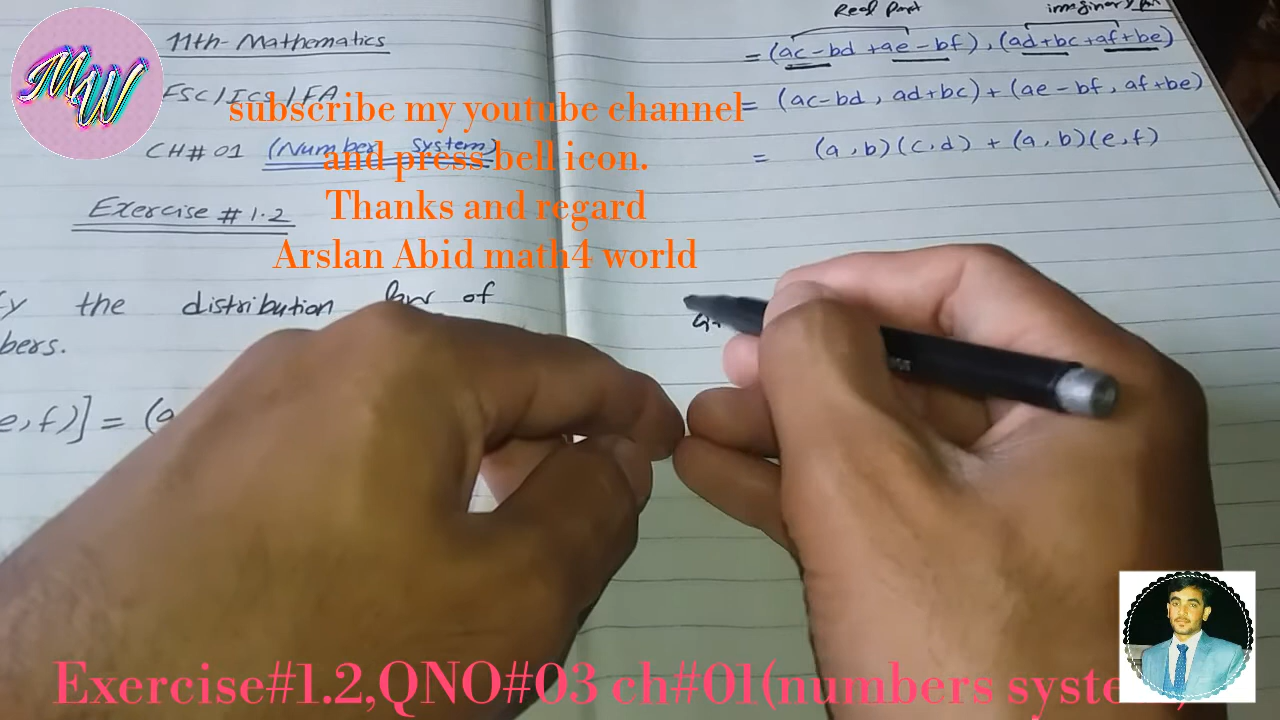 MW
11th- Mathematics
FSC/ICS/FA
CH# 01 (Number system)
Exercise # 1.2
the distribution law of
bers.
e,f)] = (a
Real Part
= (ac-bd +ae-bf), (ad+bc+af+be)
= (ac-bd, ad+bc)+(ae-bf, af+be)
= (a,b)(c,d) + (a,b)(e,f)
subscribe my youtube channel
and press bell icon.
Thanks and regard
Arslan Abid math4 world
Exercise#1.2,QNO#03 ch#01(numbers syste